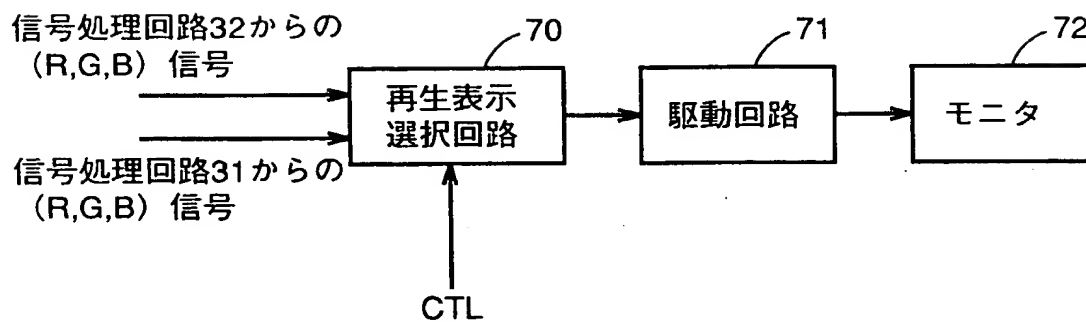 信号処理回路32からの
(R,G,B) 信号
70
71
72
再生表示
選択回路
駆動回路
モニタ
信号処理回路31からの
(R,G,B) 信号
CTL